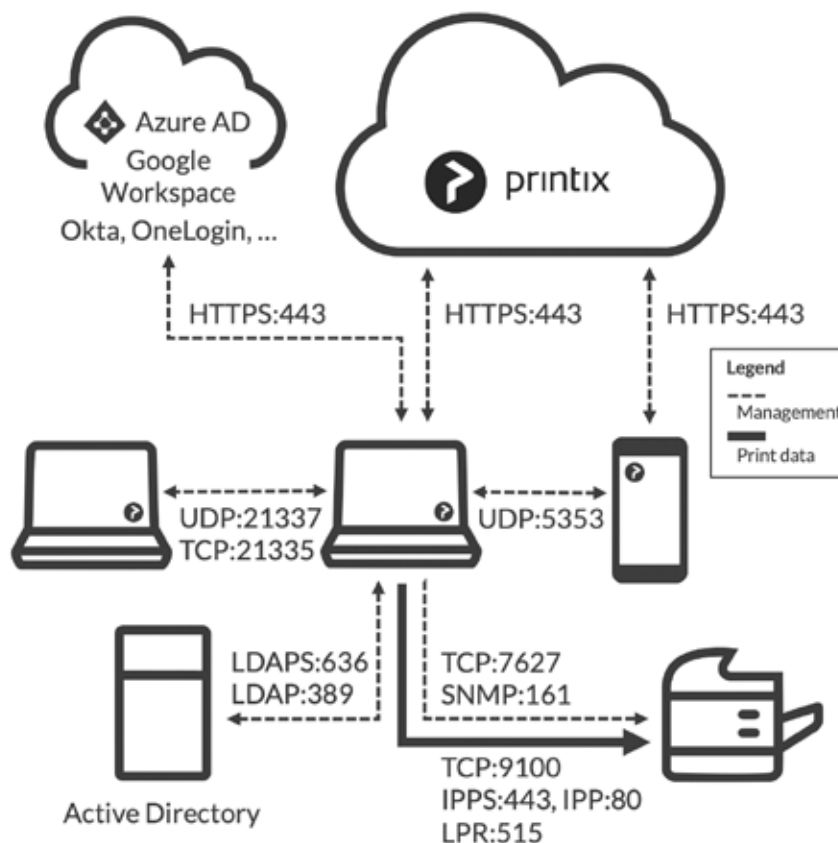 Azure AD
Google
Workspace
Okta, OneLogin, ...
printix
HTTPS:443
HTTPS:443
HTTPS:443
Legend
Management
Print data
UDP:21337
TCP:21335
UDP:5353
LDAPS:636
LDAP:389
TCP:7627
SNMP:161
TCP:9100
IPPS:443, IPP:80
LPR:515
Active Directory